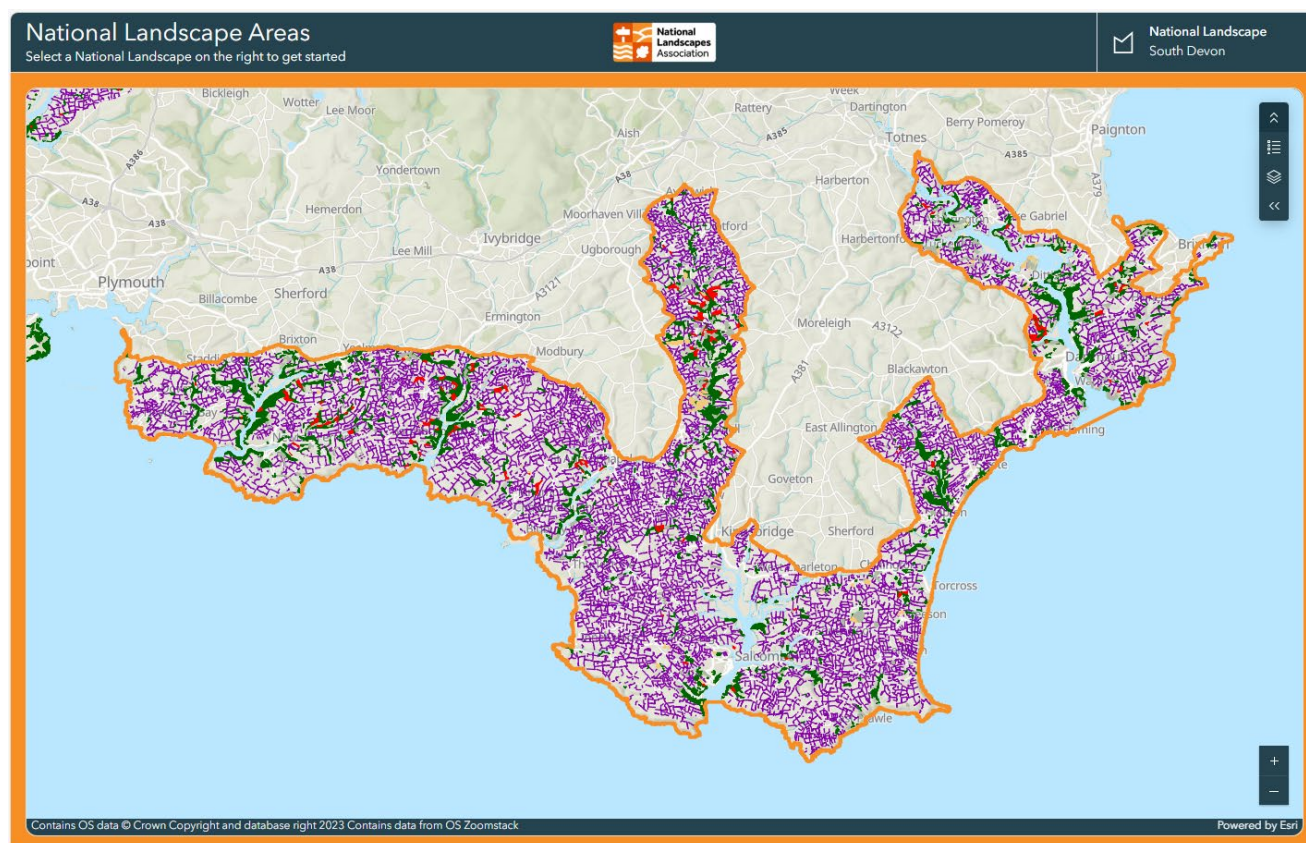 National Landscape Areas
Select a National Landscape on the right to get started
National
Landscapes
Association
National Landscape
South Devon
Bickleigh
Wotter
Lee Moor
Rattery
Week
Dartington
Berry Pomeroy
Paignton
Aish
A385
Totnes
A385
A386
Yondertown
A38
Harberton
A379
A38
A38
Hemerdon
Moorhaven Vill
Ivybridge
Ugborough
Harbertonfo
Lee Mill
A38
Plymouth
Billacombe
Sherford
A3121
Ermington
Moreleigh
A3122
Brixton
Modbury
A381
Blackawton
East Allington
Goveton
Sherford
Torcross
Salcomb
Contains OS data © Crown Copyright and database right 2023 Contains data from OS Zoomstack
Powered by Esri